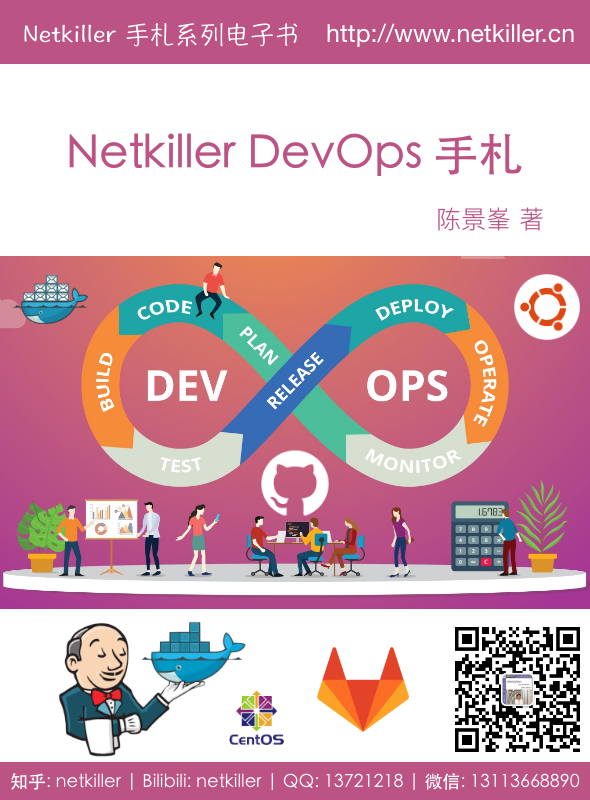 Netkiller 手札系列电子书 http://www.netkiller.cn
Netkiller DevOps 手札
陈景峯 著
CODE
PLAN
BUILD
DEV
TEST
RELEASE
DEPLOY
OPERATE
OPS
MONITOR
1.6783
CentOS
知乎: netkiller | Bilibili: netkiller | QQ: 13721218 | 微信: 13113668890